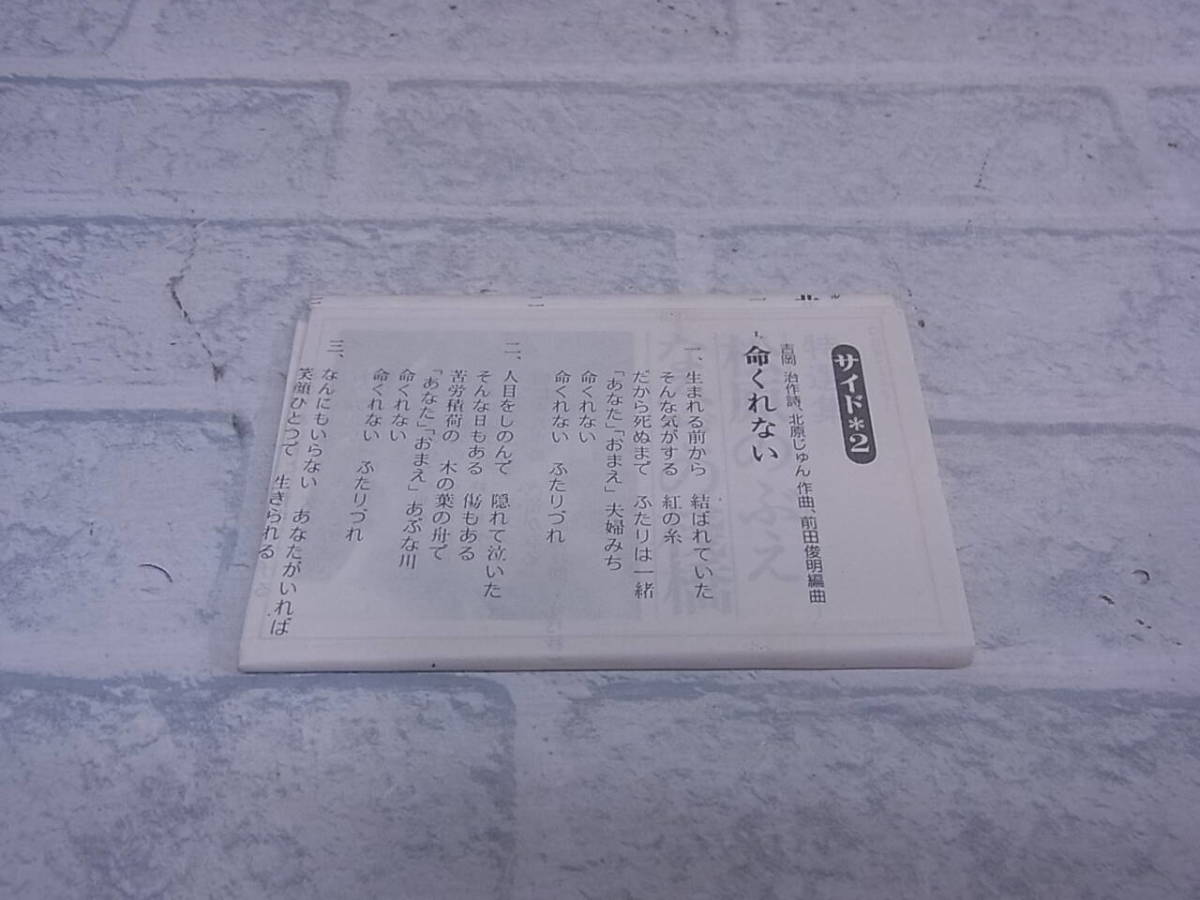 サイド＊2
吉岡 治作詩、北原じゅん 作曲、前田俊明編曲
1. 命くれない
一、生まれる前から 結ばれていた
そんな気がする 紅の糸
だから死ぬまで ふたりは一緒
「あなた」「おまえ」夫婦みち
命くれない
命くれない ふたりづれ
二、人目をしのんで 隠れて泣いた
そんな日もある 傷もある
苦労積荷の 木の葉の舟で
「あなた」「おまえ」あぶな川
命くれない
命くれない ふたりづれ
三、なんにもいらない あなたがいれば
笑顔ひとつで 生きられる